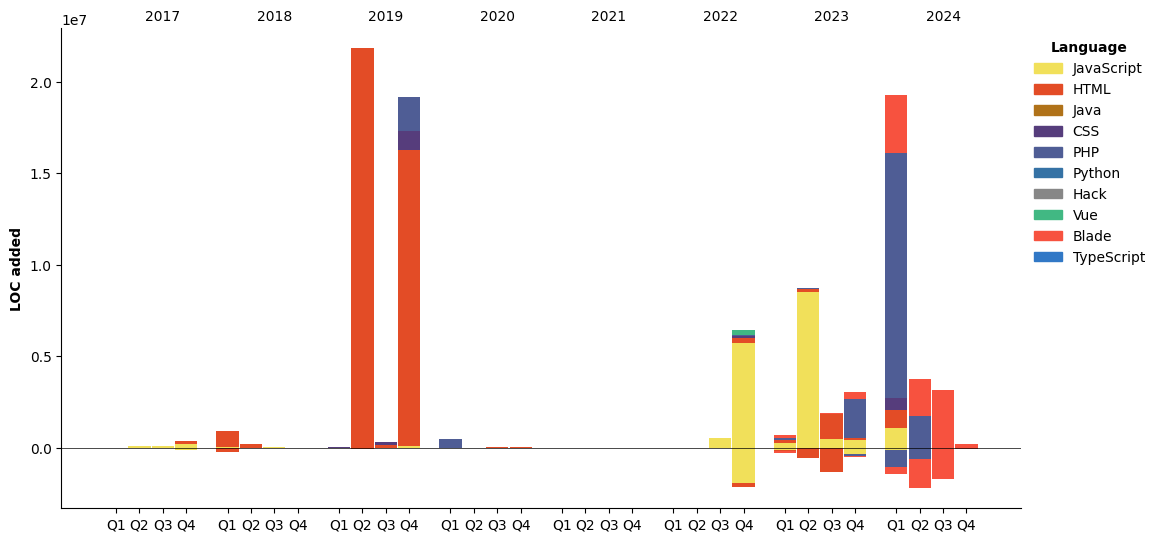 1e7 2017 2018 2019 2020 2021 2022 2023 2024
2.0
1.5
1.0
0.5
0.0
LOC added
Q1 Q2 Q3 Q4 Q1 Q2 Q3 Q4 Q1 Q2 Q3 Q4 Q1 Q2 Q3 Q4 Q1 Q2 Q3 Q4 Q1 Q2 Q3 Q4 Q1 Q2 Q3 Q4 Q1 Q2 Q3 Q4
Language
JavaScript
HTML
Java
CSS
PHP
Python
Hack
Vue
Blade
TypeScript